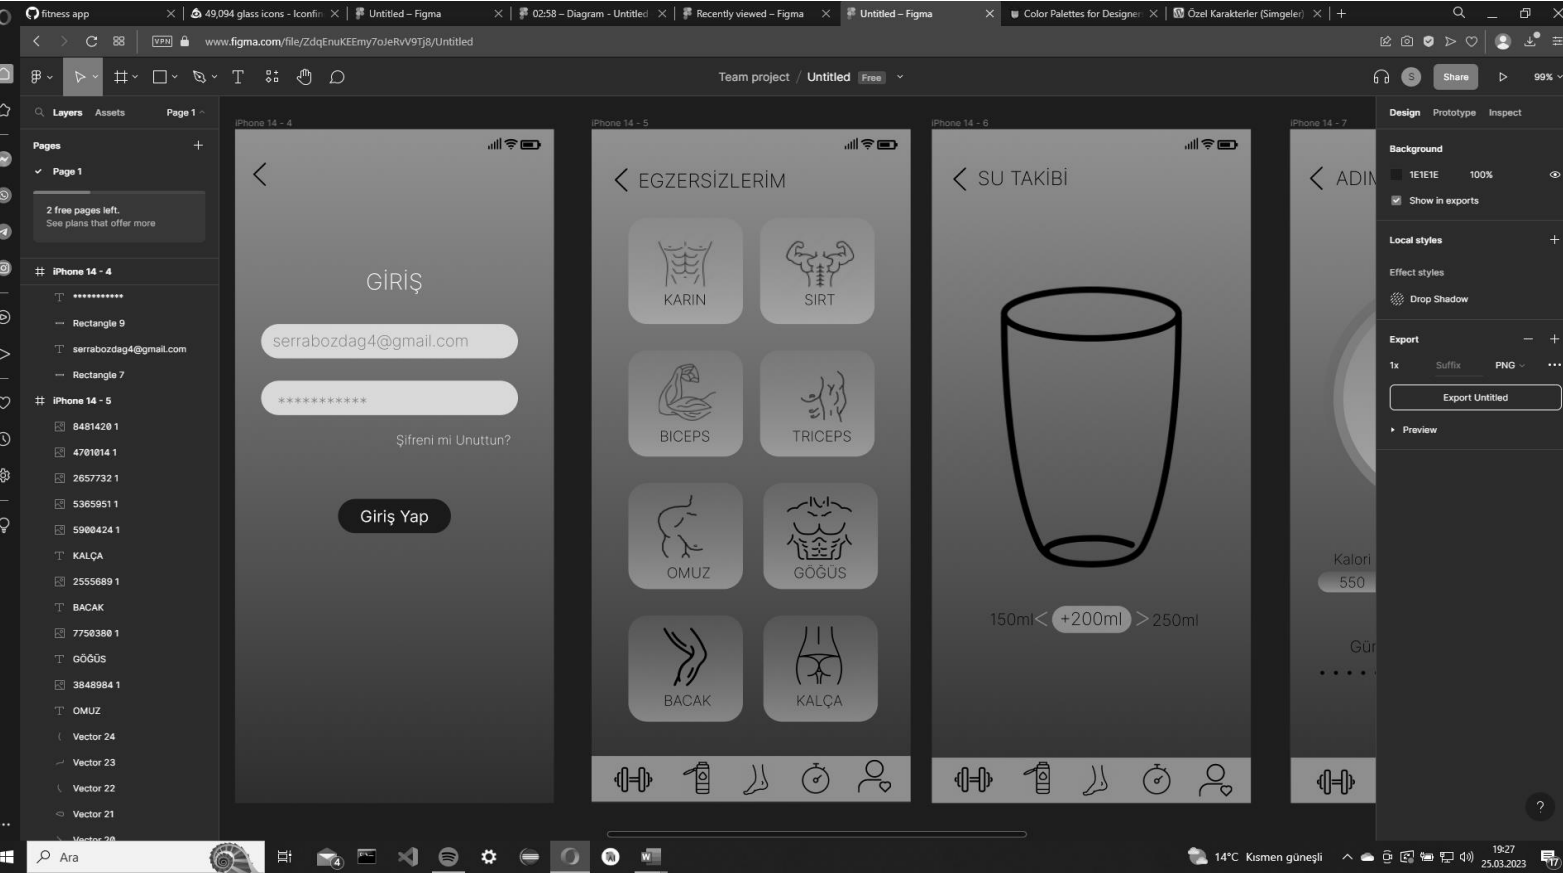 fitness app
49,094 glass icons - Iconfin
Untitled – Figma
02:58 – Diagram - Untitled
Recently viewed – Figma
Untitled – Figma
Color Palettes for Designer
Özel Karakterler (Simgeler)
VPN
www.figma.com/file/ZdqEnuKEEmy7oJeRvV9Tj8/Untitled
Team project / Untitled Free
S
Share
99%
Layers Assets Page 1
Pages
Page 1
2 free pages left.
See plans that offer more
iPhone 14 - 4
***********
Rectangle 9
serrabozdag4@gmail.com
Rectangle 7
iPhone 14 - 5
8481420 1
4701014 1
2657732 1
5365951 1
5900424 1
KALÇA
2555689 1
BACAK
7750380 1
GÖĞÜS
3848984 1
OMUZ
Vector 24
Vector 23
Vector 22
Vector 21
Vector 20
iPhone 14 - 4
GİRİŞ
serrabozdag4@gmail.com
***********
Şifreni mi Unuttun?
Giriş Yap
iPhone 14 - 5
EGZERSİZLERİM
KARIN SIRT
BICEPS TRICEPS
OMUZ GÖĞÜS
BACAK KALÇA
iPhone 14 - 6
SU TAKİBİ
150ml< +200ml >250ml
iPhone 14 - 7
ADIM
Kalori
550
Gün
Design Prototype Inspect
Background
1E1E1E 100%
Show in exports
Local styles
Effect styles
Drop Shadow
Export
1x Suffix PNG
Export Untitled
Preview
?
Ara
4
W
14°C Kısmen güneşli
19:27
25.03.2023
17